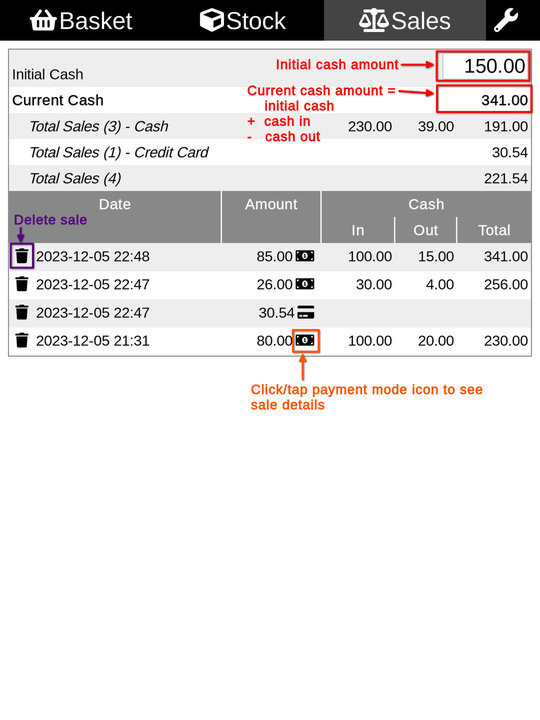 Basket Stock Sales
Initial cash amount
Initial Cash 150.00
Current cash amount =
initial cash
+ cash in
- cash out
Current Cash 341.00
Total Sales (3) - Cash 230.00 39.00 191.00
Total Sales (1) - Credit Card 30.54
Total Sales (4) 221.54
Date Amount Cash
Delete sale
In Out Total
2023-12-05 22:48 85.00 100.00 15.00 341.00
2023-12-05 22:47 26.00 30.00 4.00 256.00
2023-12-05 22:47 30.54
2023-12-05 21:31 80.00 100.00 20.00 230.00
Click/tap payment mode icon to see
sale details